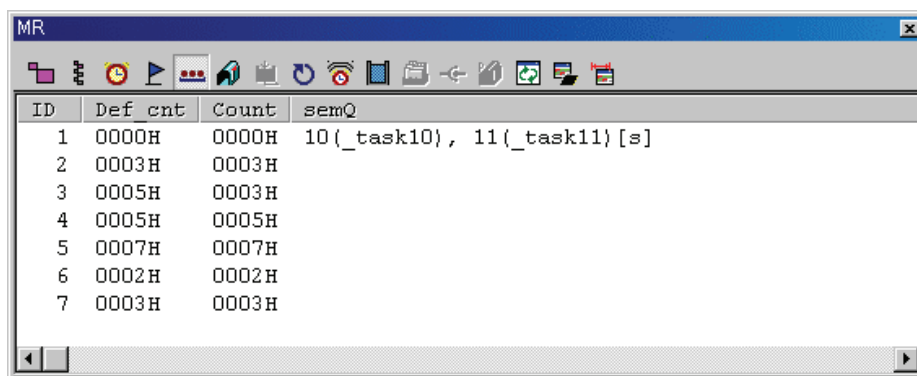 MR
ID Def_cnt Count semQ
1 0000H 0000H 10(_task10), 11(_task11)[s]
2 0003H 0003H
3 0005H 0003H
4 0005H 0005H
5 0007H 0007H
6 0002H 0002H
7 0003H 0003H